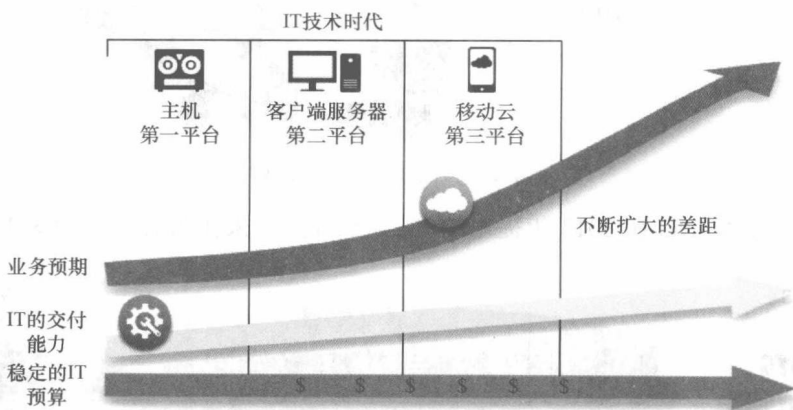 IT技术时代
主机
第一平台
客户端服务器
第二平台
移动云
第三平台
不断扩大的差距
业务预期
IT的交付
能力
稳定的IT
预算
$ $ $ $ $ $